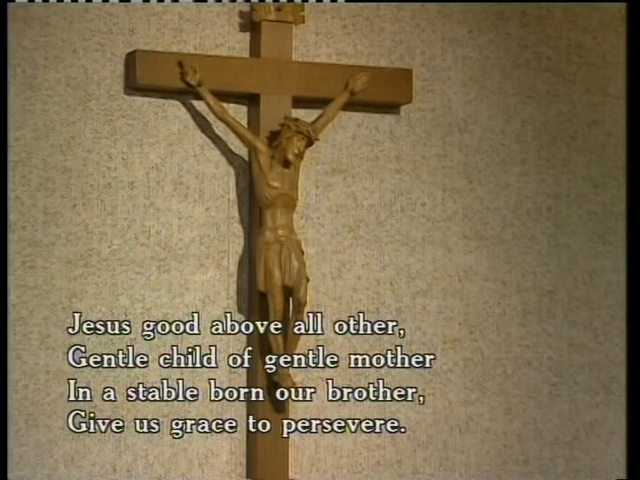 Jesus good above all other,
Gentle child of gentle mother
In a stable born our brother,
Give us grace to persevere.